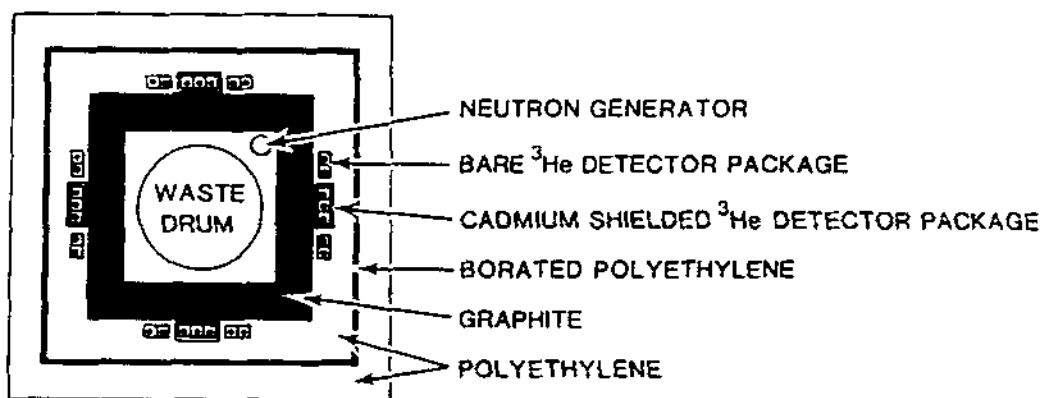 NEUTRON GENERATOR
BARE ³He DETECTOR PACKAGE
WASTE
DRUM
CADMIUM SHIELDED ³He DETECTOR PACKAGE
BORATED POLYETHYLENE
GRAPHITE
POLYETHYLENE